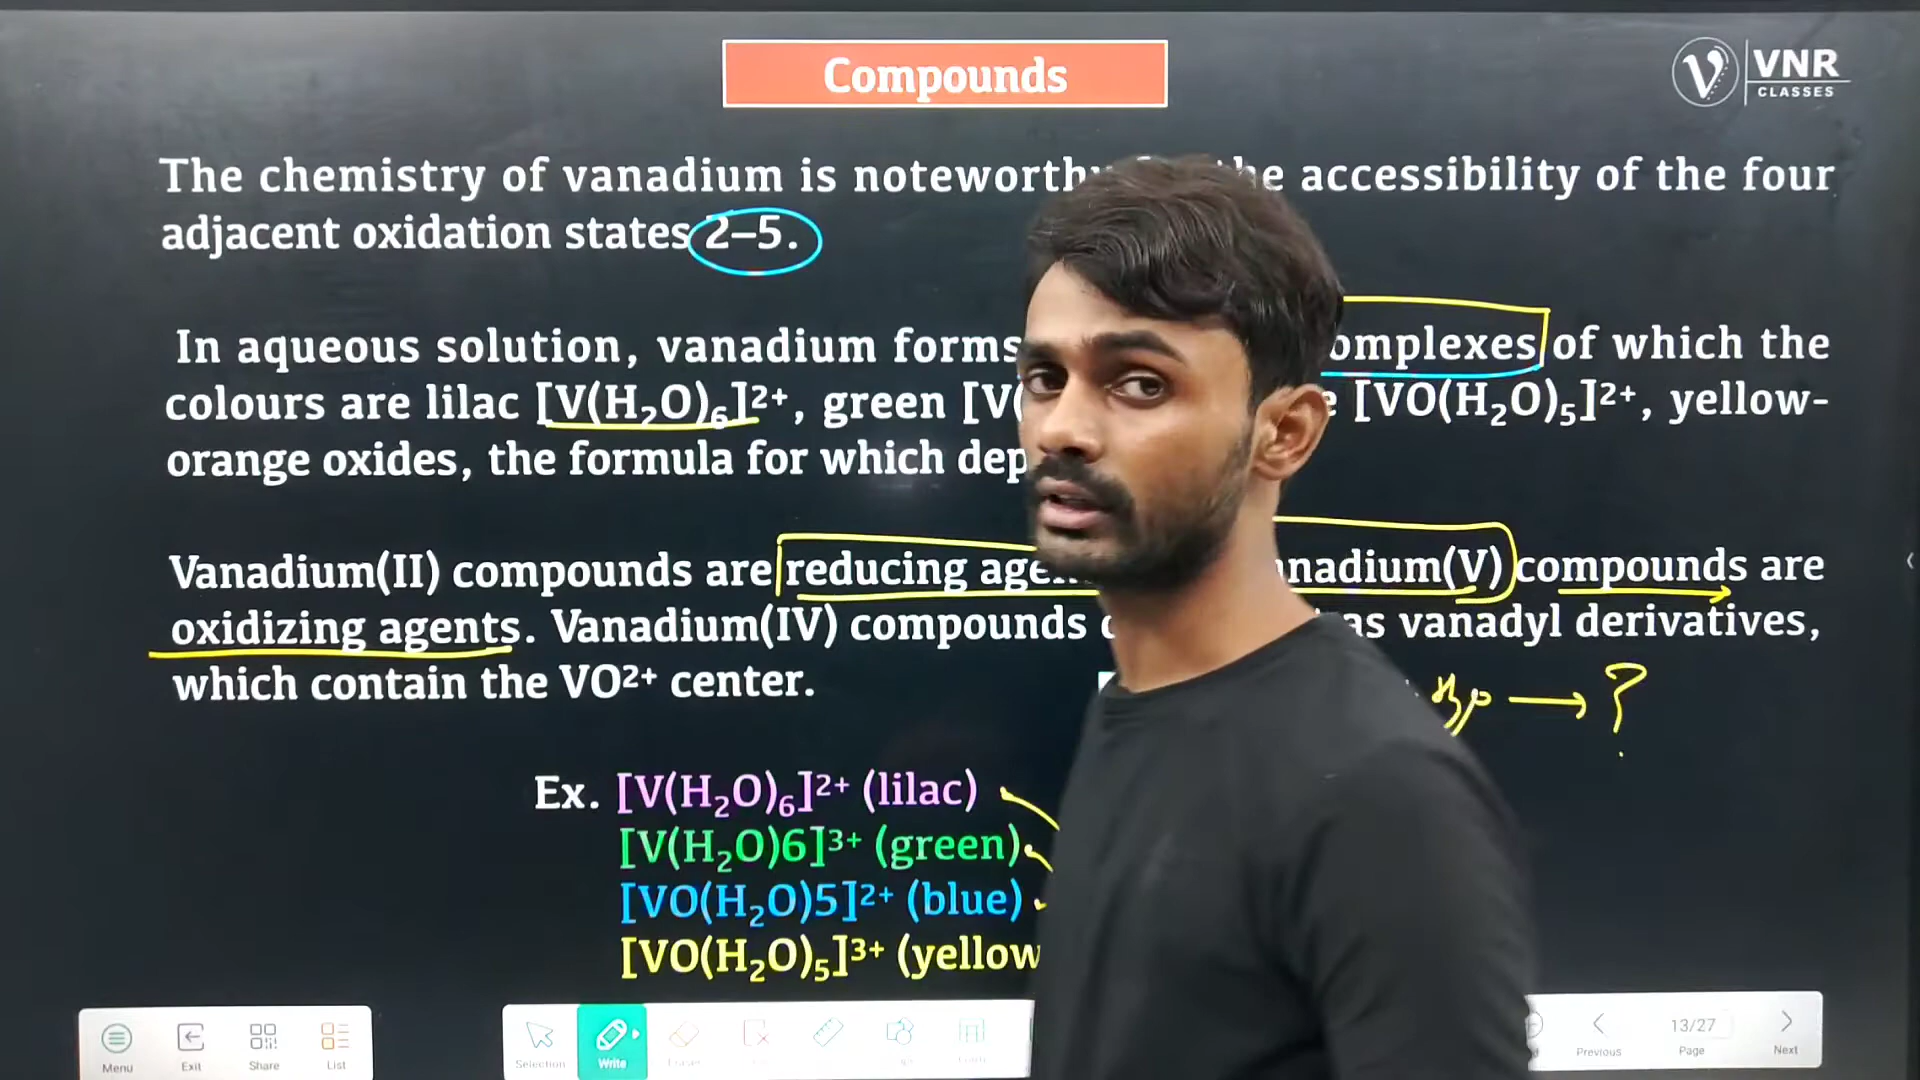 Compounds
VNR
CLASSES
The chemistry of vanadium is noteworthy the accessibility of the four
adjacent oxidation states 2–5.
In aqueous solution, vanadium forms omplexes of which the
colours are lilac [V(H₂O)₆]²⁺, green [V( [VO(H₂O)₅]²⁺, yellow-
orange oxides, the formula for which dep
Vanadium(II) compounds are reducing age nadium(V) compounds are
oxidizing agents. Vanadium(IV) compounds as vanadyl derivatives,
which contain the VO²⁺ center.
→ ?
Ex. [V(H₂O)₆]²⁺ (lilac)
[V(H₂O)6]³⁺ (green)
[VO(H₂O)5]²⁺ (blue)
[VO(H₂O)₅]³⁺ (yellow
Menu
Exit
Share
List
Selection
Write
Eraser
Previous
13/27
Page
Next